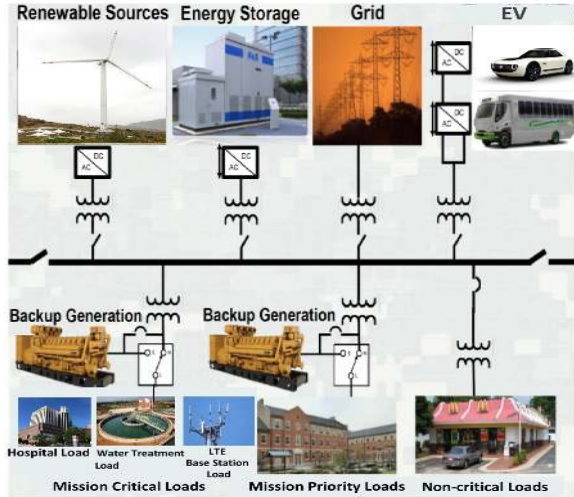 Renewable Sources
Energy Storage
Grid
EV
DC
AC
DC
AC
DC
AC
DC
AC
Backup Generation
Backup Generation
E
N
L
E
N
L
Hospital Load
Water Treatment
Load
LTE
Base Station
Load
Mission Critical Loads
Mission Priority Loads
Non-critical Loads